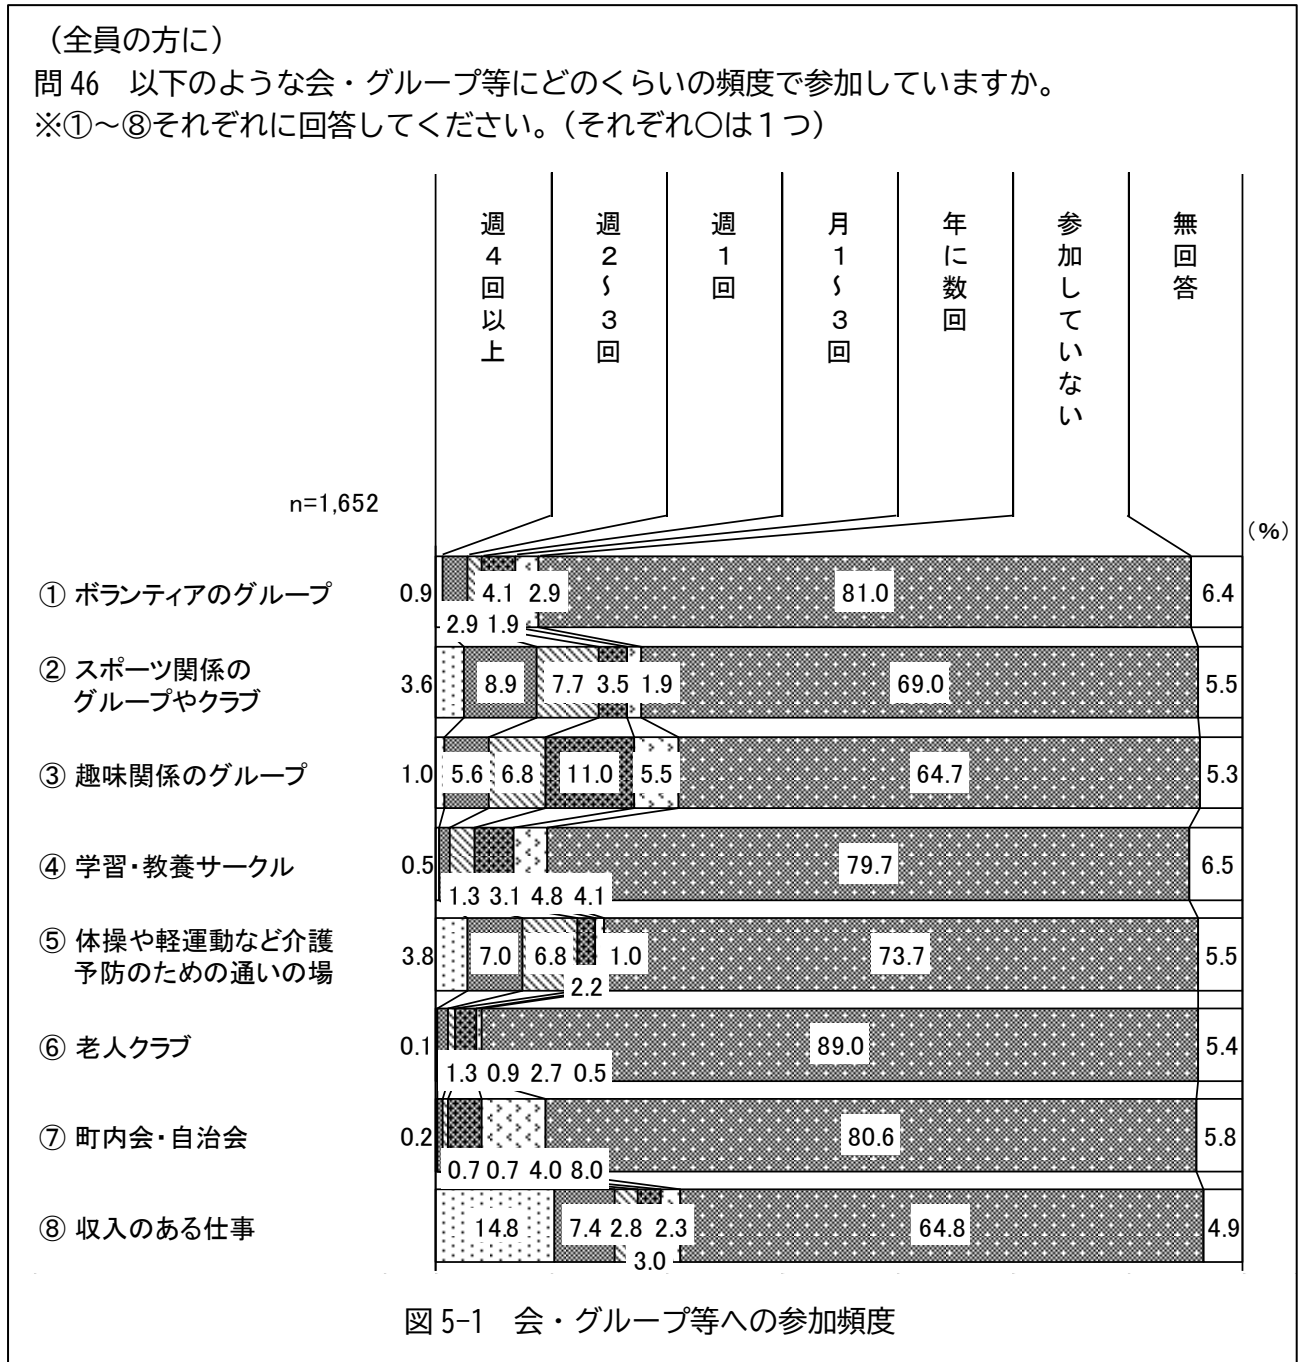 （全員の方に）
問 46　以下のような会・グループ等にどのくらいの頻度で参加していますか。
※①～⑧それぞれに回答してください。（それぞれ〇は１つ）
週４回以上
週２～３回
週１回
月１～３回
年に数回
参加していない
無回答
n=1,652
（％）
① ボランティアのグループ
0.9
2.9 1.9
4.1 2.9
81.0
6.4
② スポーツ関係の
グループやクラブ
3.6
8.9 7.7 3.5 1.9
69.0
5.5
③ 趣味関係のグループ
1.0
5.6 6.8 11.0 5.5
64.7
5.3
④ 学習・教養サークル
0.5
1.3 3.1 4.8 4.1
79.7
6.5
⑤ 体操や軽運動など介護
予防のための通いの場
3.8
7.0 6.8
2.2
1.0
73.7
5.5
⑥ 老人クラブ
0.1
1.3 0.9 2.7 0.5
89.0
5.4
⑦ 町内会・自治会
0.2
0.7 0.7 4.0 8.0
80.6
5.8
⑧ 収入のある仕事
14.8
7.4 2.8
3.0
2.3
64.8
4.9
図 5-1　会・グループ等への参加頻度